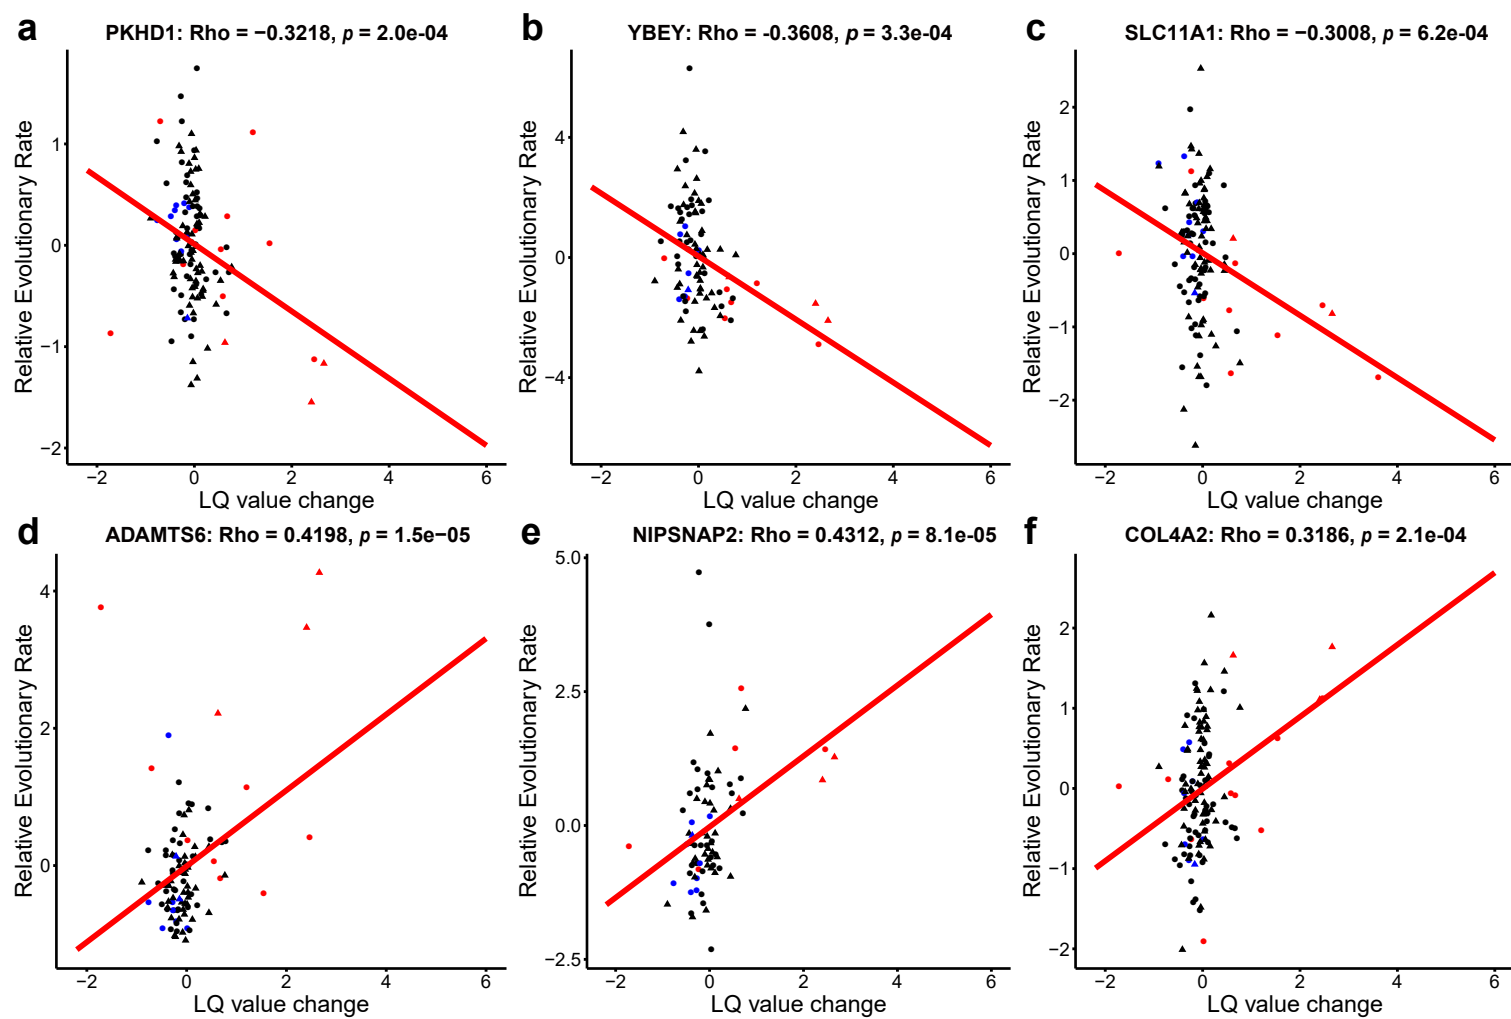 a PKHD1: Rho = −0.3218, p = 2.0e-04
b YBEY: Rho = -0.3608, p = 3.3e-04
c SLC11A1: Rho = −0.3008, p = 6.2e-04
Relative Evolutionary Rate
1
0
−1
−2
−2 0 2 4 6
LQ value change
Relative Evolutionary Rate
4
0
−4
−2 0 2 4 6
LQ value change
Relative Evolutionary Rate
2
1
0
−1
−2
−2 0 2 4 6
LQ value change
d ADAMTS6: Rho = 0.4198, p = 1.5e−05
e NIPSNAP2: Rho = 0.4312, p = 8.1e-05
f COL4A2: Rho = 0.3186, p = 2.1e-04
Relative Evolutionary Rate
4
2
0
−2 0 2 4 6
LQ value change
Relative Evolutionary Rate
5.0
2.5
0.0
−2.5
−2 0 2 4 6
LQ value change
Relative Evolutionary Rate
2
1
0
−1
−2
−2 0 2 4 6
LQ value change